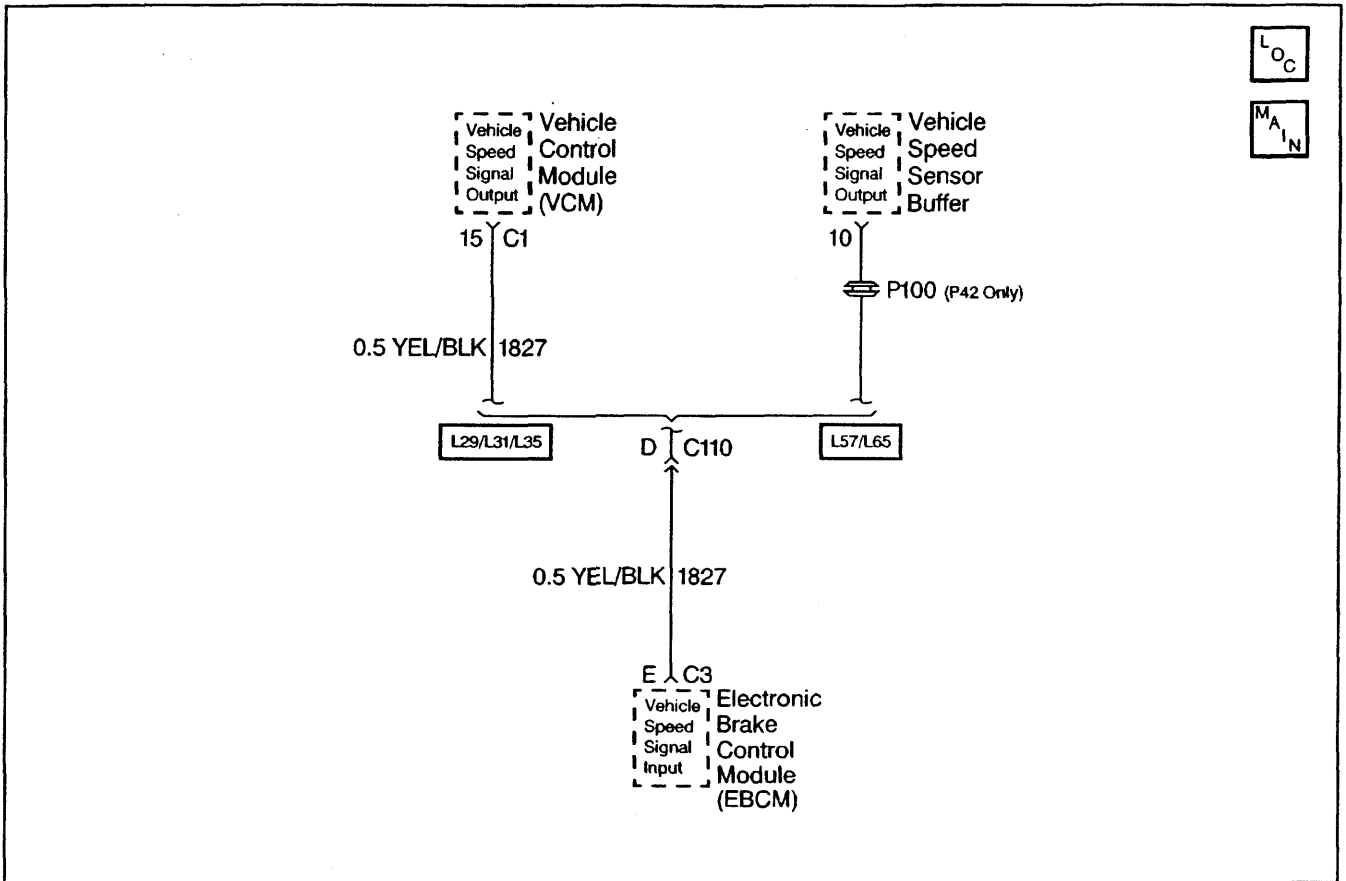 LOC
MAIN
Vehicle
Speed
Signal
Output
Vehicle
Control
Module
(VCM)
15 C1
0.5 YEL/BLK 1827
Vehicle
Speed
Signal
Output
Vehicle
Speed
Sensor
Buffer
10
P100 (P42 Only)
L29/L31/L35
D C110
L57/L65
0.5 YEL/BLK 1827
E C3
Vehicle
Speed
Signal
Input
Electronic
Brake
Control
Module
(EBCM)